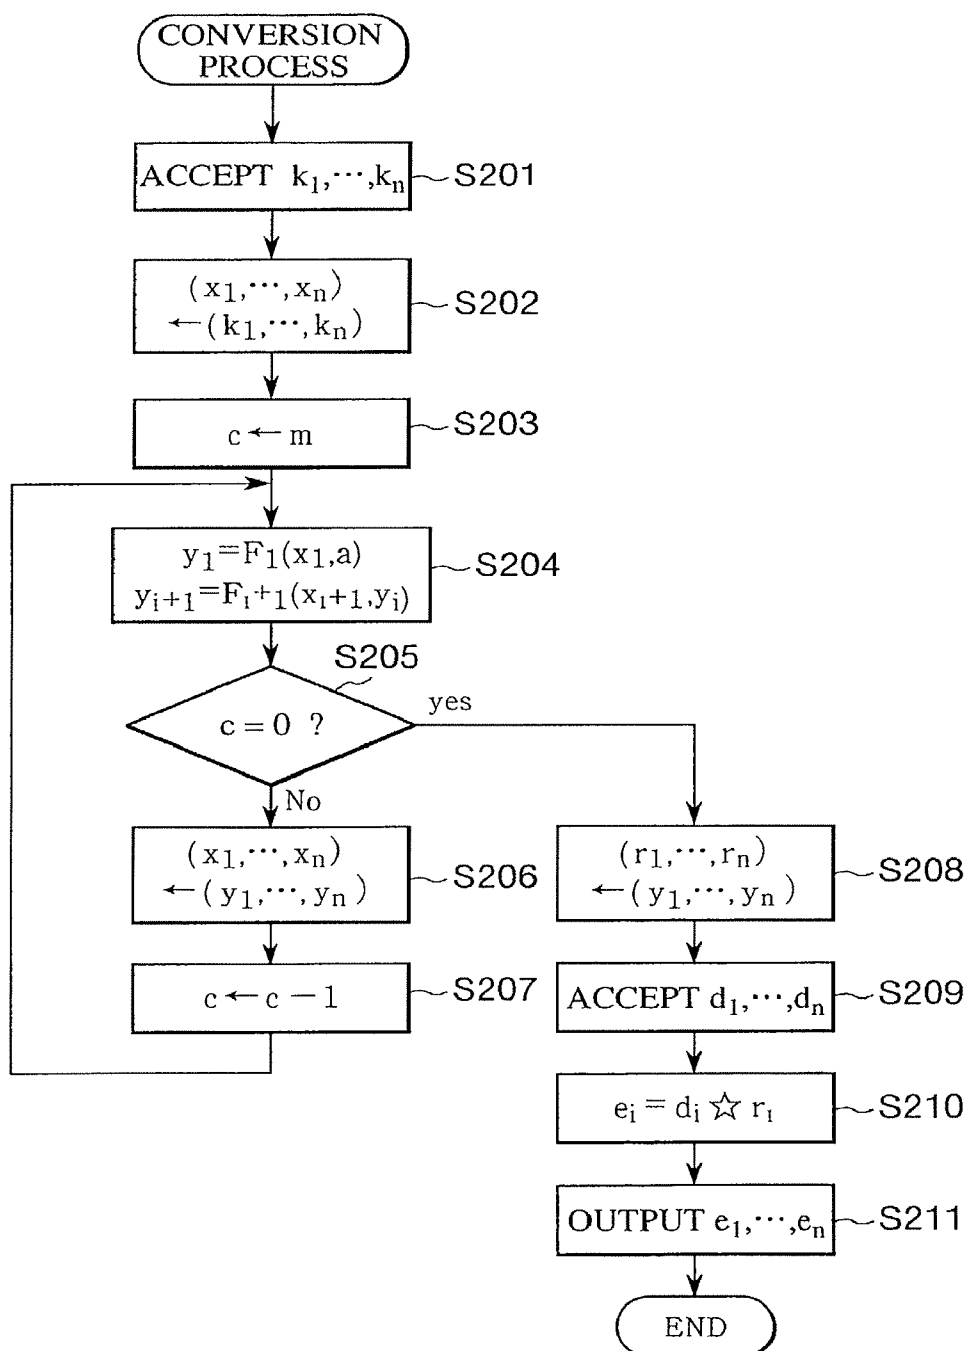 CONVERSION
PROCESS
ACCEPT k₁,⋯,kₙ
S201
(x₁,⋯,xₙ)
←(k₁,⋯,kₙ)
S202
c←m
S203
y₁=F₁(x₁,a)
yᵢ₊₁=Fᵢ+₁(xᵢ+₁,yᵢ)
S204
S205
c=0 ?
yes
No
(x₁,⋯,xₙ)
←(y₁,⋯,yₙ)
S206
c←c−1
S207
(r₁,⋯,rₙ)
←(y₁,⋯,yₙ)
S208
ACCEPT d₁,⋯,dₙ
S209
eᵢ=dᵢ☆rᵢ
S210
OUTPUT e₁,⋯,eₙ
S211
END